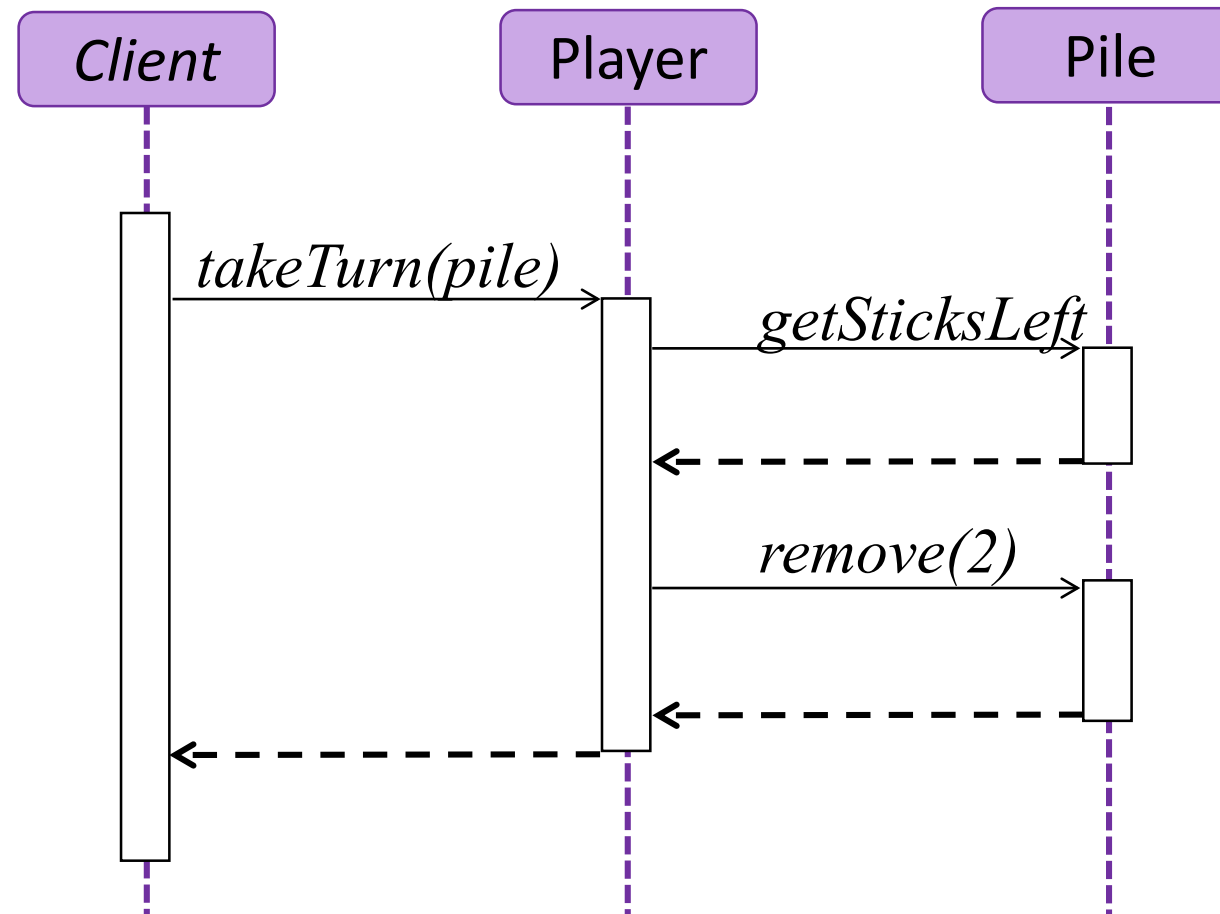 Client
Player
Pile
takeTurn(pile)
getSticksLeft
remove(2)